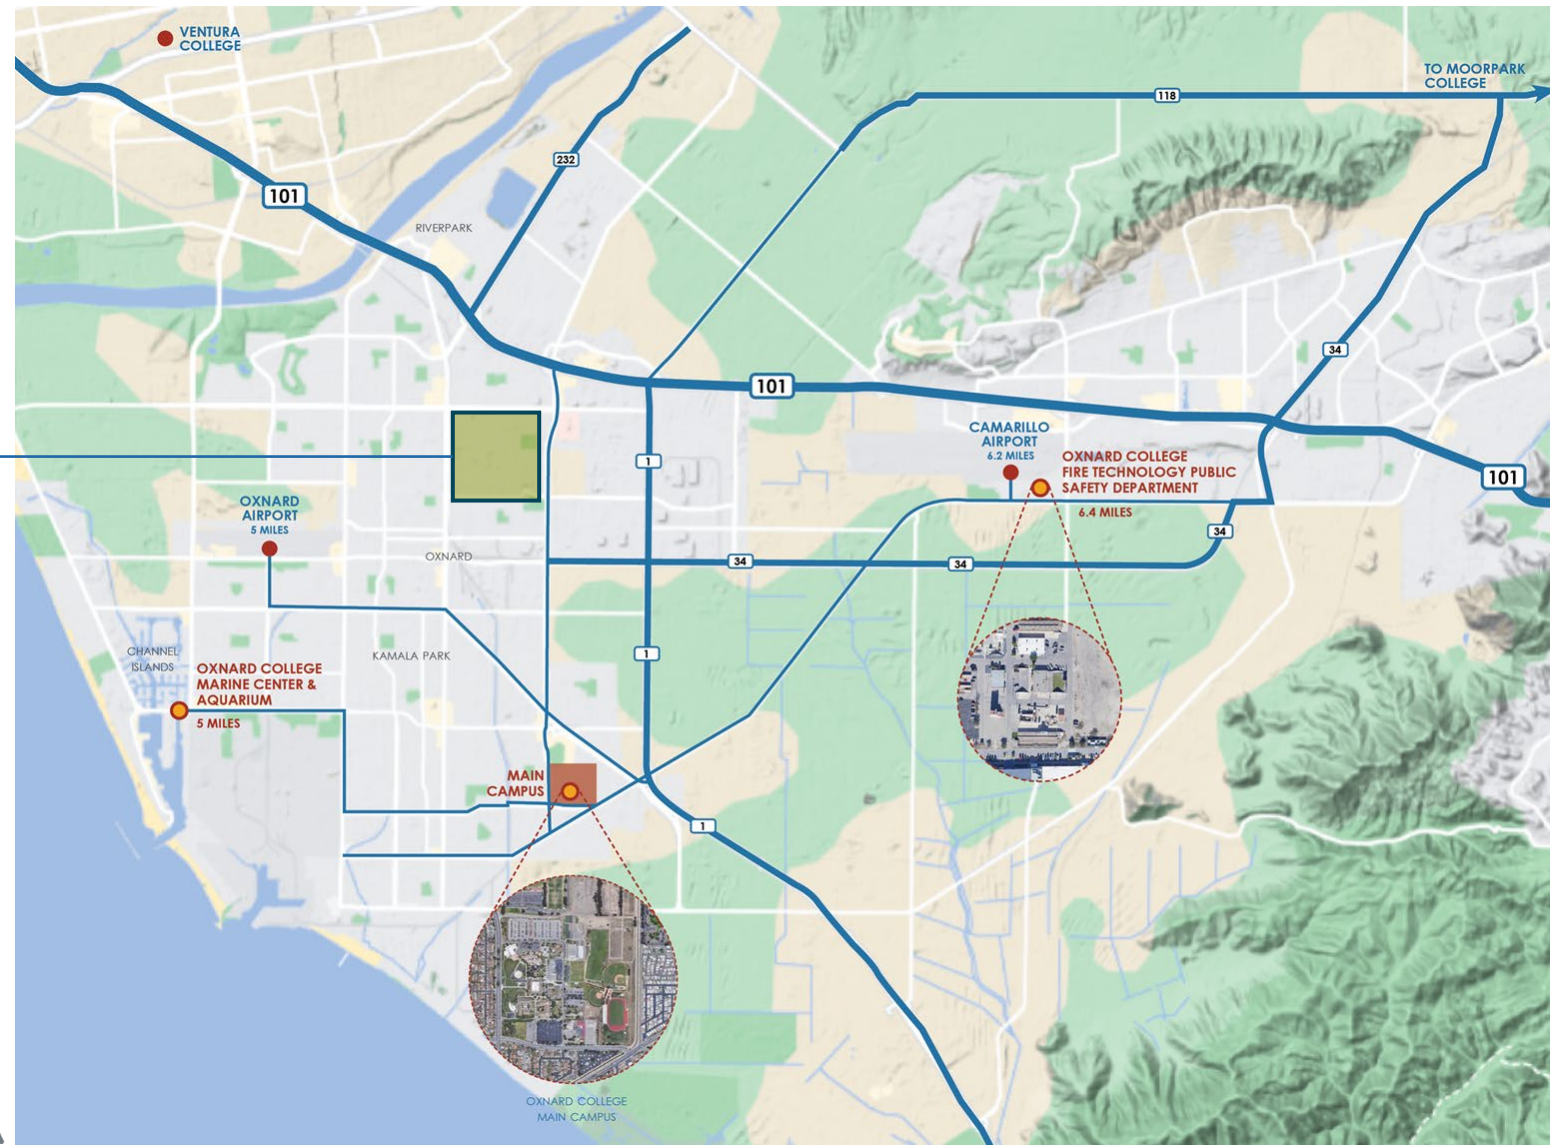 VENTURA
COLLEGE
TO MOORPARK
COLLEGE
118
232
101
RIVERPARK
34
101
CAMARILLO
AIRPORT
6.2 MILES
OXNARD COLLEGE
FIRE TECHNOLOGY PUBLIC
SAFETY DEPARTMENT
6.4 MILES
1
101
OXNARD
AIRPORT
5 MILES
34
OXNARD
34
34
CHANNEL
ISLANDS
KAMALA PARK
1
OXNARD COLLEGE
MARINE CENTER &
AQUARIUM
5 MILES
MAIN
CAMPUS
1
OXNARD COLLEGE
MAIN CAMPUS